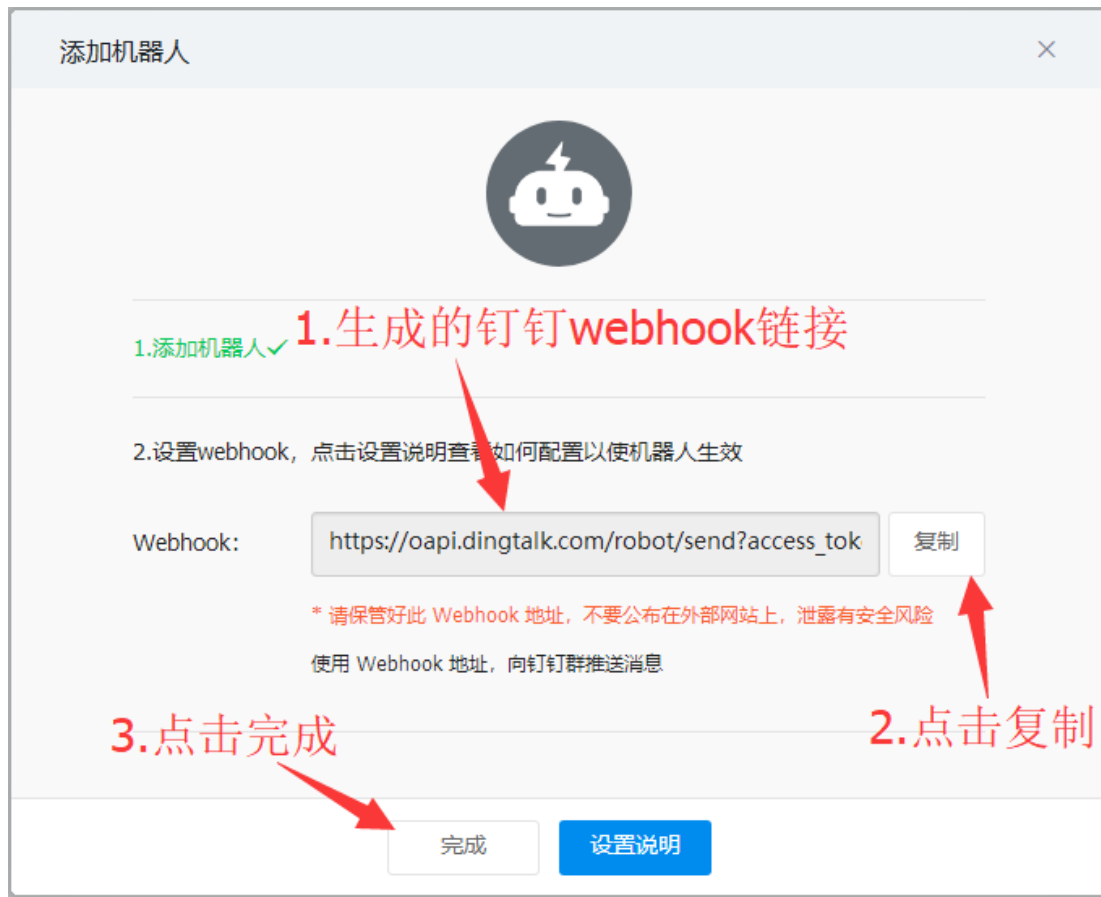 添加机器人
1.生成的钉钉webhook链接
1.添加机器人
2.设置webhook，点击设置说明查看如何配置以使机器人生效
Webhook:
https://oapi.dingtalk.com/robot/send?access_tok
复制
* 请保管好此 Webhook 地址，不要公布在外部网站上，泄露有安全风险
使用 Webhook 地址，向钉钉群推送消息
2.点击复制
3.点击完成
完成
设置说明